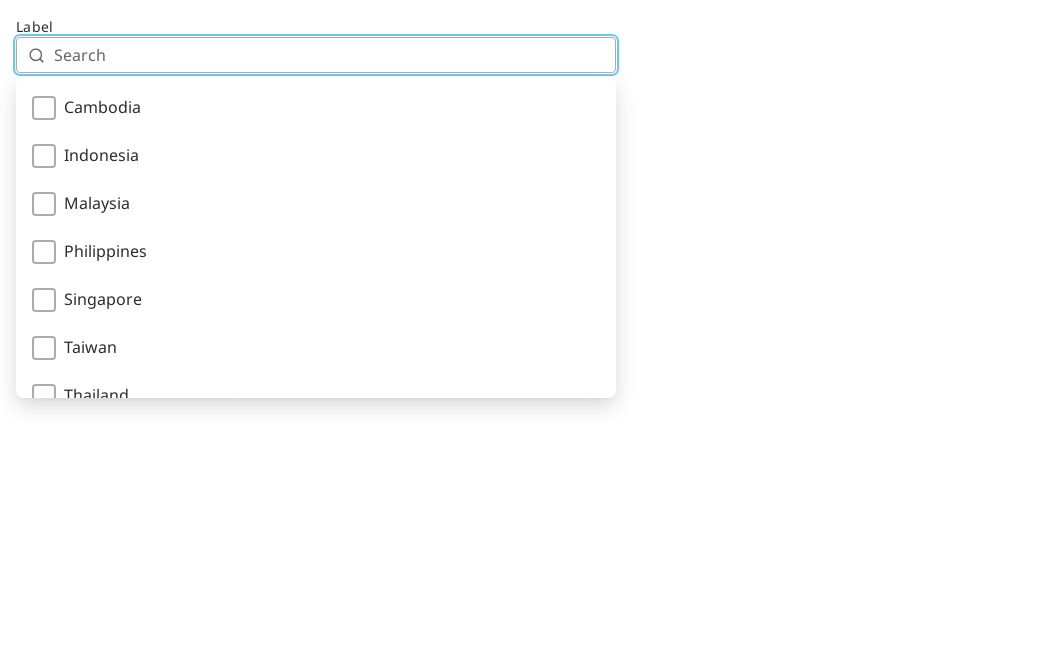 Label
Search
Cambodia
Indonesia
Malaysia
Philippines
Singapore
Taiwan
Thailand